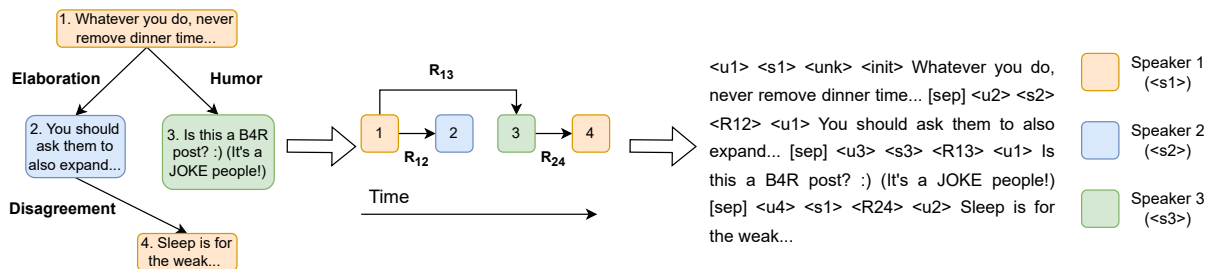 1. Whatever you do, never
remove dinner time...
Elaboration
Humor
2. You should
ask them to
also expand...
3. Is this a B4R
post? :) (It's a
JOKE people!)
Disagreement
4. Sleep is for
the weak...
R13
1
2
3
4
R12
R24
Time
<u1> <s1> <unk> <init> Whatever you do,
never remove dinner time... [sep] <u2> <s2>
<R12> <u1> You should ask them to also
expand... [sep] <u3> <s3> <R13> <u1> Is
this a B4R post? :) (It's a JOKE people!)
[sep] <u4> <s1> <R24> <u2> Sleep is for
the weak...
Speaker 1
(<s1>)
Speaker 2
(<s2>)
Speaker 3
(<s3>)